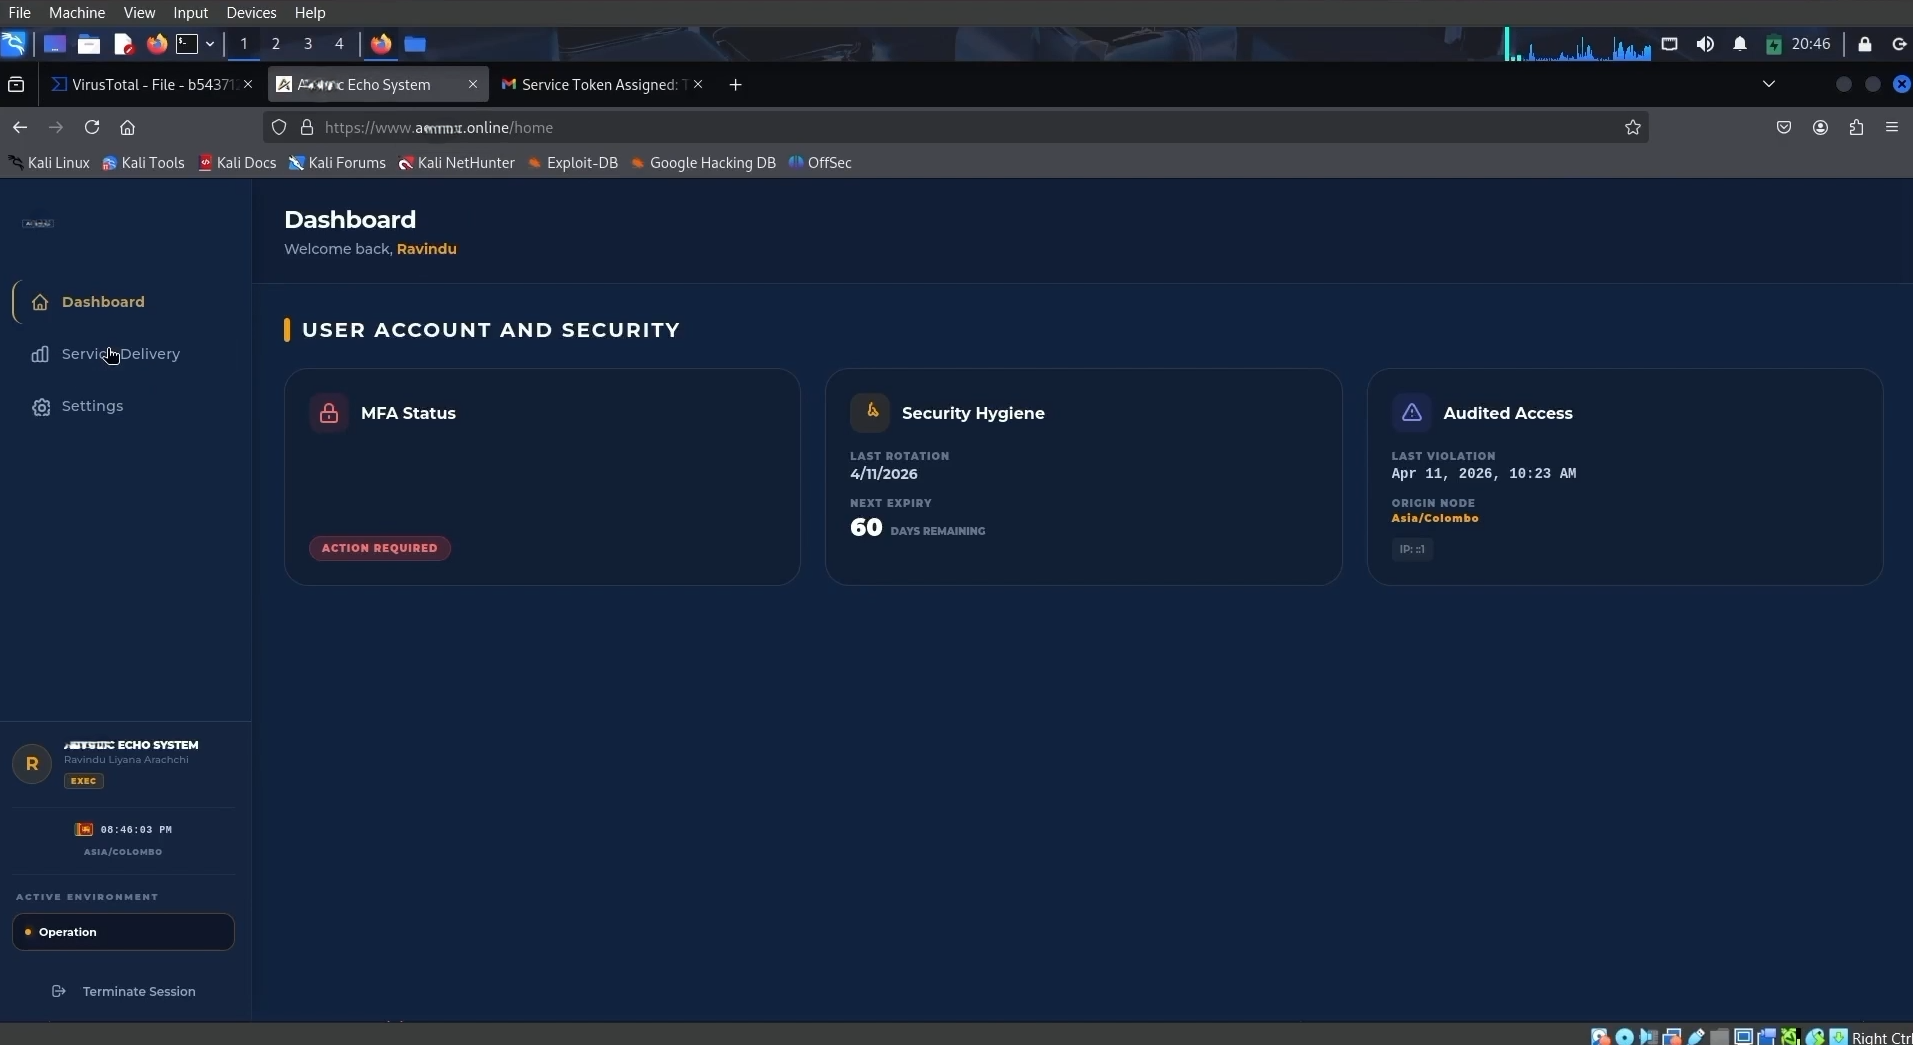 File Machine View Input Devices Help
1 2 3 4 20:46
VirusTotal - File - b54371 Echo System Service Token Assigned: T
.online/home
Kali Linux Kali Tools Kali Docs Kali Forums Kali NetHunter Exploit-DB Google Hacking DB OffSec
Dashboard
Welcome back, Ravindu
Dashboard
Service Delivery
Settings
USER ACCOUNT AND SECURITY
MFA Status
ACTION REQUIRED
Security Hygiene
LAST ROTATION
4/11/2026
NEXT EXPIRY
60 DAYS REMAINING
Audited Access
LAST VIOLATION
Apr 11, 2026, 10:23 AM
ORIGIN NODE
Asia/Colombo
IP: ::1
R
ECHO SYSTEM
Ravindu Liyana Arachchi
EXEC
08:46:03 PM
ASIA/COLOMBO
ACTIVE ENVIRONMENT
Operation
Terminate Session
Right Ctrl